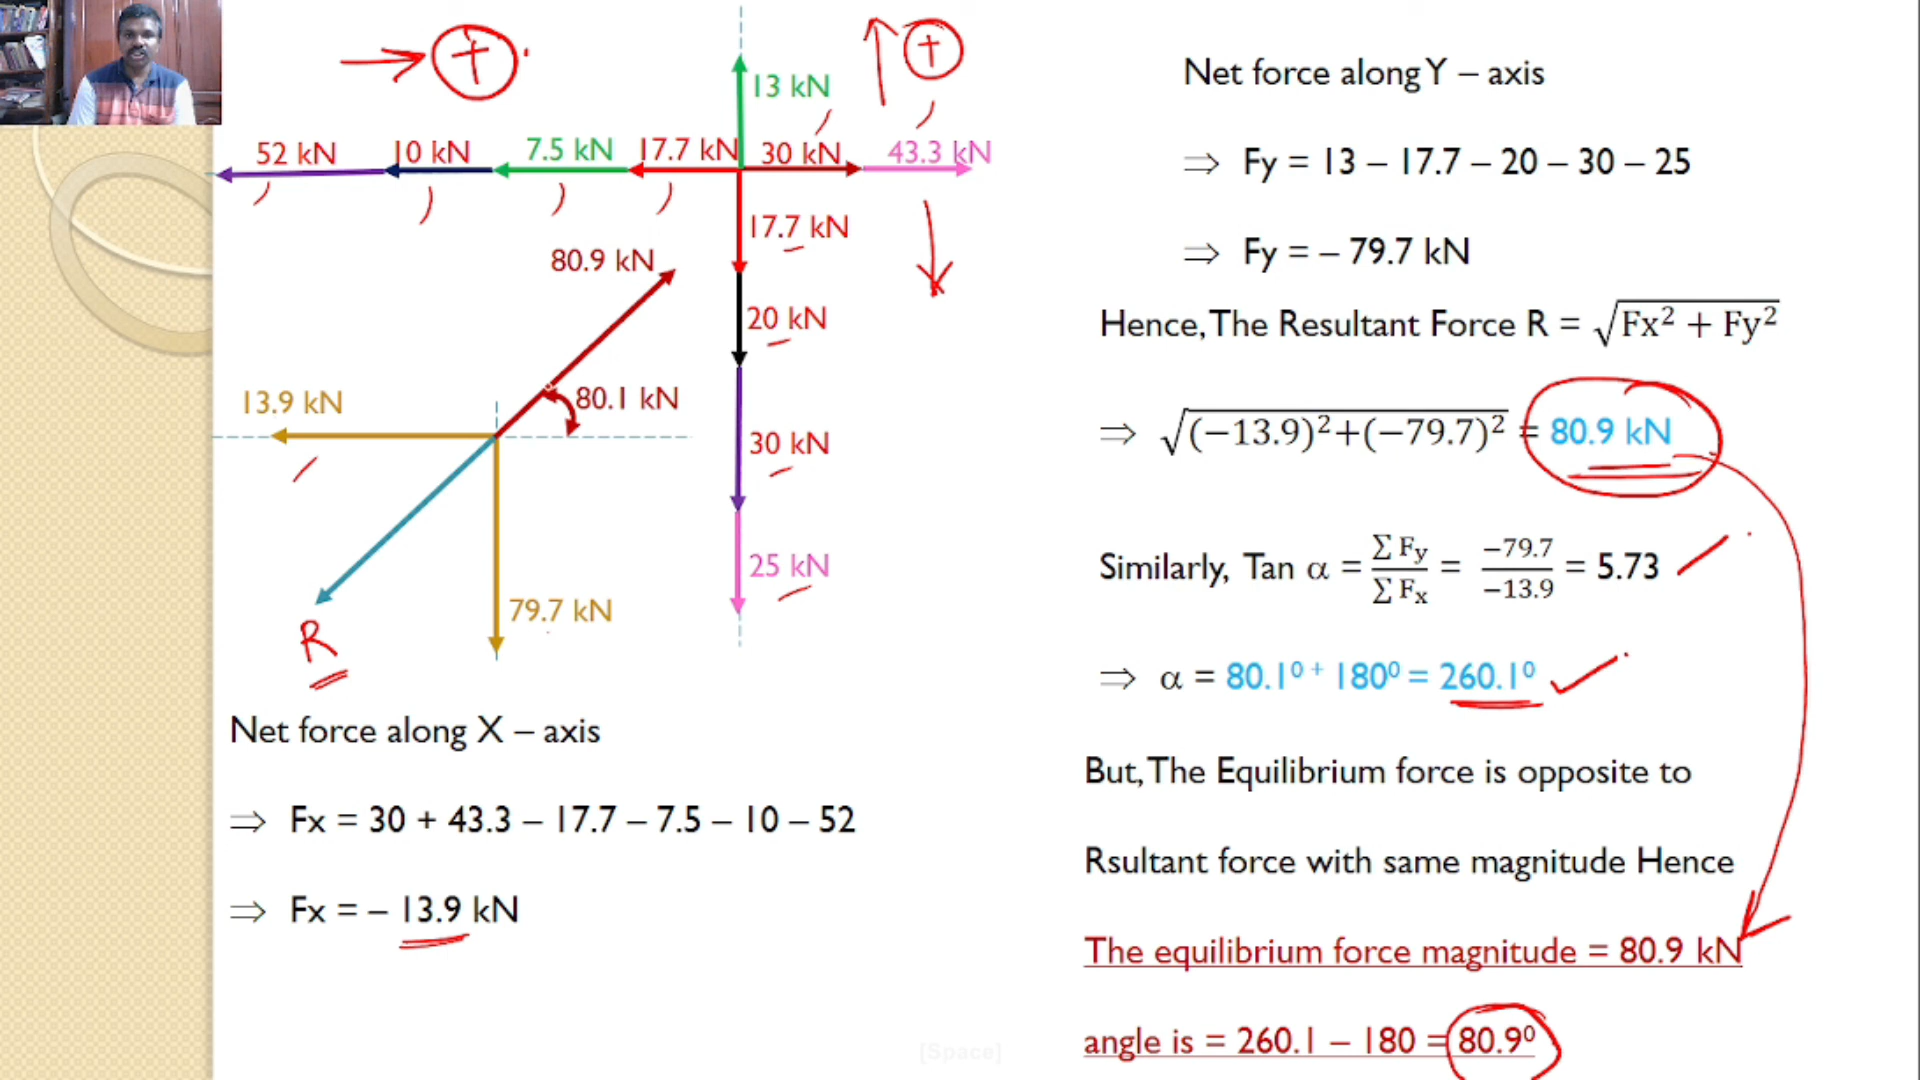 +
+
13 kN
52 kN
10 kN
7.5 kN
17.7 kN
30 kN
43.3 kN
17.7 kN
80.9 kN
20 kN
13.9 kN
80.1 kN
30 kN
25 kN
79.7 kN
R
Net force along X – axis
⇒ Fx = 30 + 43.3 – 17.7 – 7.5 – 10 – 52
⇒ Fx = – 13.9 kN
Net force along Y – axis
⇒ Fy = 13 – 17.7 – 20 – 30 – 25
⇒ Fy = – 79.7 kN
Hence, The Resultant Force R = √Fx² + Fy²
⇒ √(−13.9)²+(−79.7)² = 80.9 kN
Similarly, Tan α = ∑ Fy / ∑ Fx = −79.7 / −13.9 = 5.73
⇒ α = 80.1⁰ ⁺ 180⁰ = 260.1⁰
But, The Equilibrium force is opposite to
Rsultant force with same magnitude Hence
The equilibrium force magnitude = 80.9 kN
angle is = 260.1 – 180 = 80.9⁰
[Space]